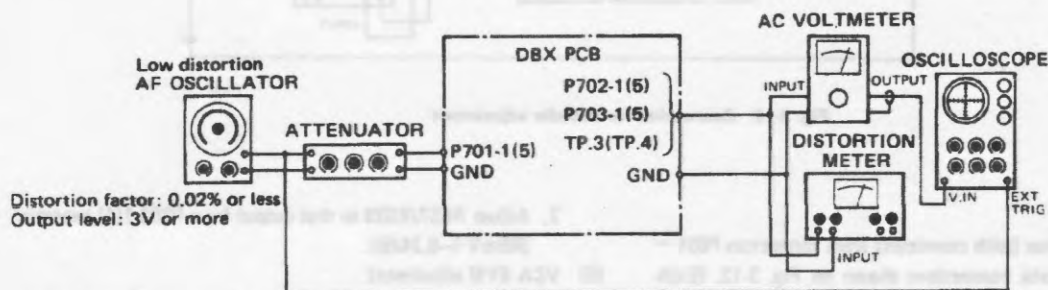 AC VOLTMETER
DBX PCB
OSCILLOSCOPE
Low distortion
AF OSCILLATOR
P702-1(5)
INPUT
OUTPUT
P703-1(5)
ATTENUATOR
TP.3(TP.4)
DISTORTION
METER
P701-1(5)
GND
GND
Distortion factor: 0.02% or less
Output level: 3V or more
V.IN
EXT
TRIG
INPUT